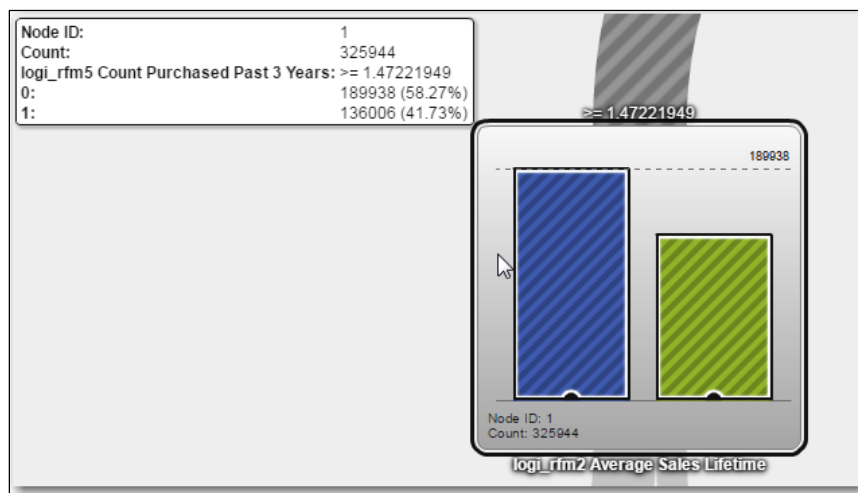 Node ID: 1
Count: 325944
logi_rfm5 Count Purchased Past 3 Years: >= 1.47221949
0: 189938 (58.27%)
1: 136006 (41.73%)
>= 1.47221949
189938
Node ID: 1
Count: 325944
logi_rfm2 Average Sales Lifetime